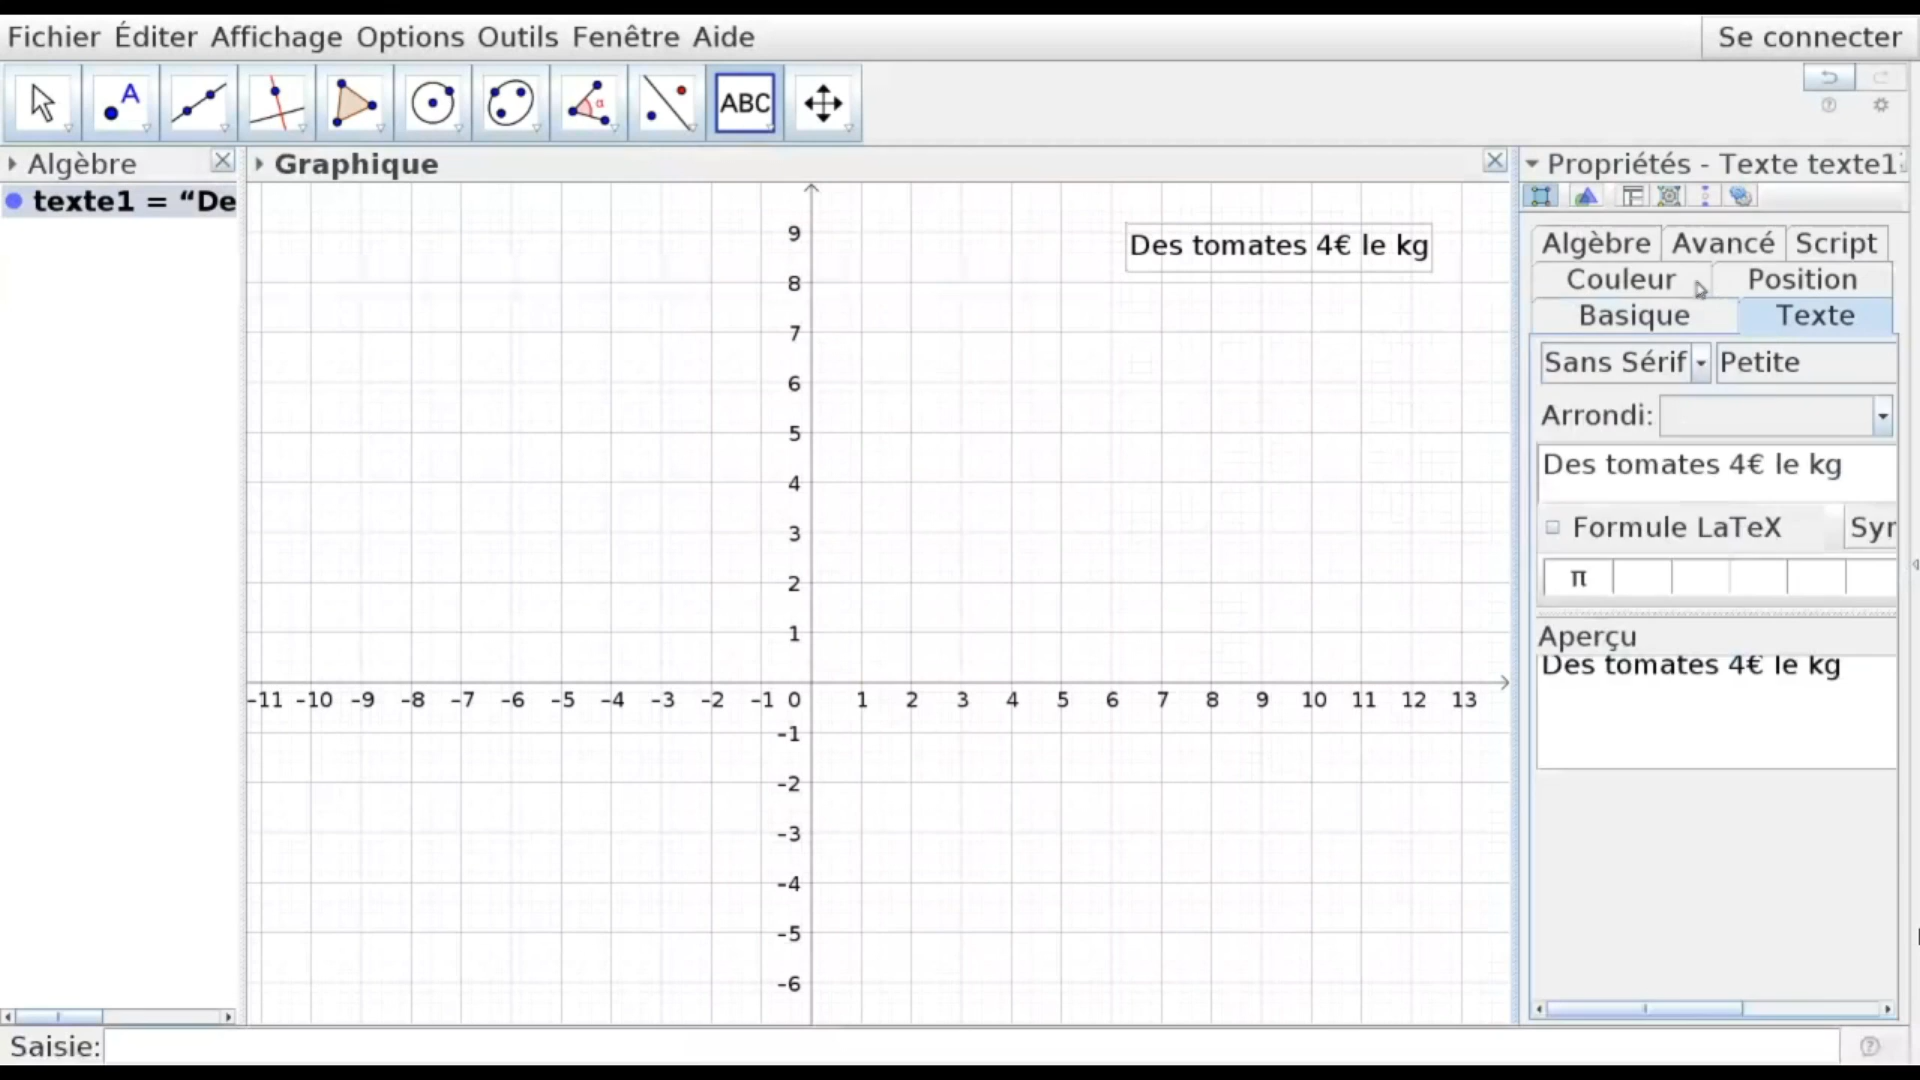 Fichier Éditer Affichage Options Outils Fenêtre Aide
Se connecter
A
α
ABC
Algèbre
Graphique
Propriétés - Texte texte1
texte1 = “De
Des tomates 4€ le kg
Algèbre Avancé Script
Couleur Position
Basique Texte
Sans Sérif Petite
Arrondi:
Des tomates 4€ le kg
Formule LaTeX Syr
π
Aperçu
Des tomates 4€ le kg
9
8
7
6
5
4
3
2
1
-11 -10 -9 -8 -7 -6 -5 -4 -3 -2 -1 0 1 2 3 4 5 6 7 8 9 10 11 12 13
-1
-2
-3
-4
-5
-6
Saisie: